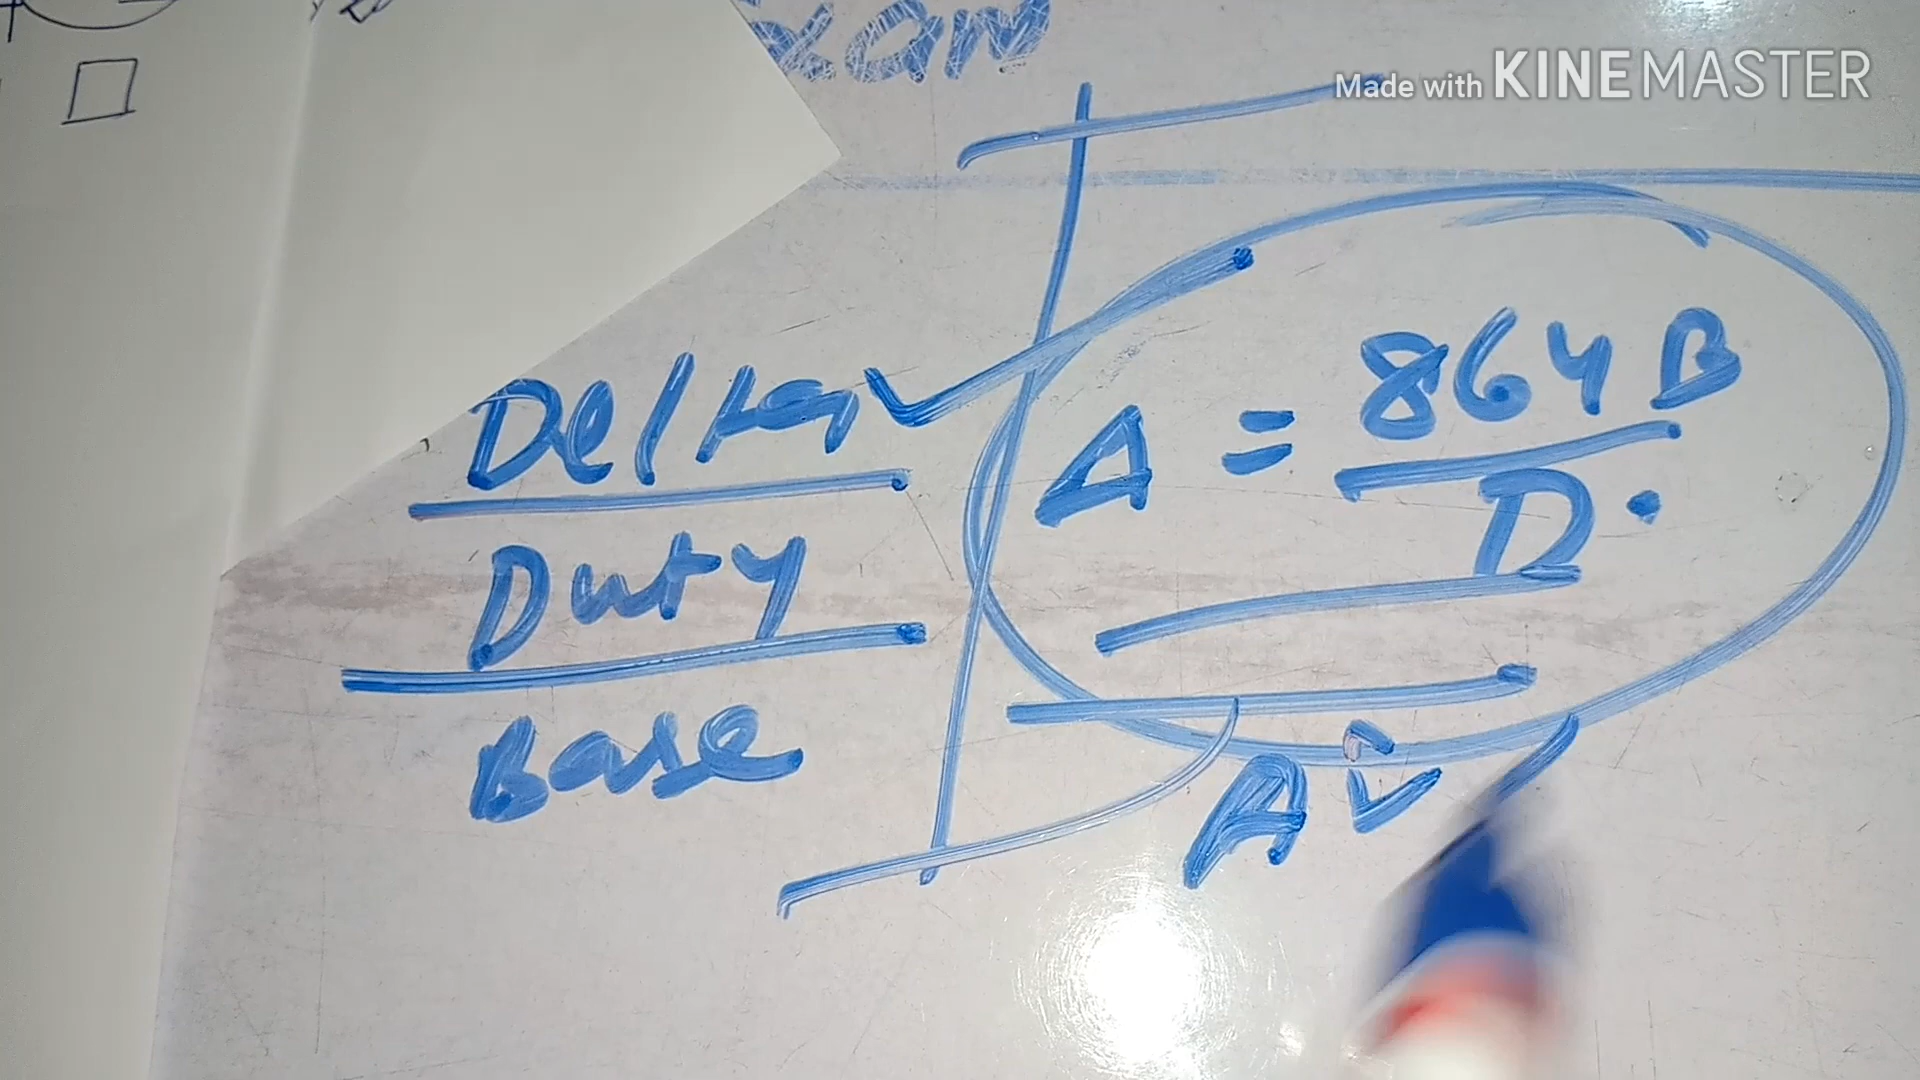 Made with KINEMASTER
Delta
Duty
Base
Δ = 864 B
D.